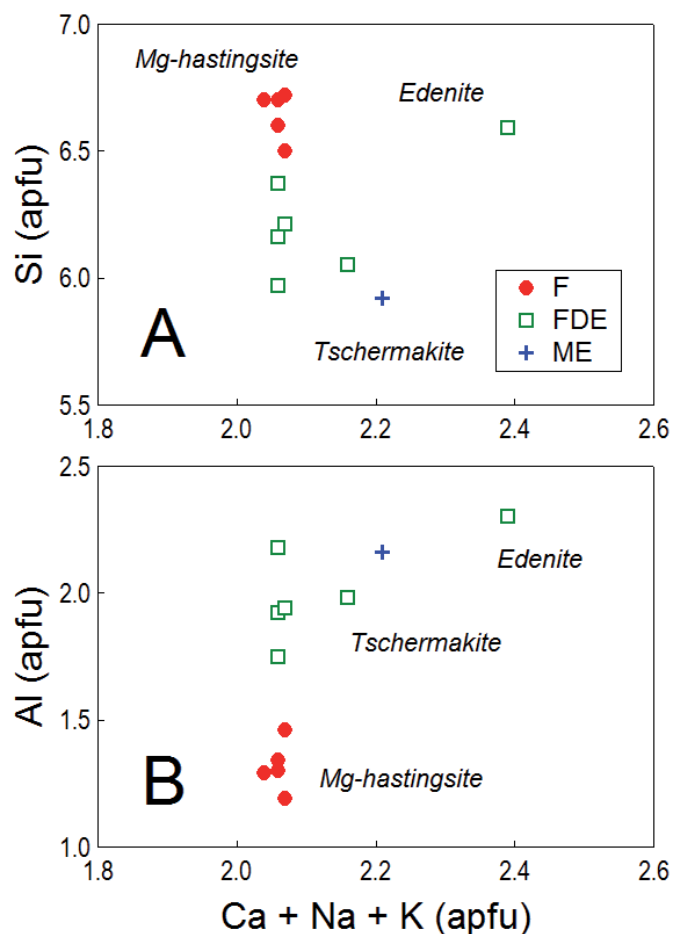 7.0
Mg-hastingsite
Edenite
6.5
Si (apfu)
6.0
F
FDE
ME
A
Tschermakite
5.5
1.8 2.0 2.2 2.4 2.6
2.5
Edenite
2.0
Tschermakite
Al (apfu)
1.5
B
Mg-hastingsite
1.0
1.8 2.0 2.2 2.4 2.6
Ca + Na + K (apfu)